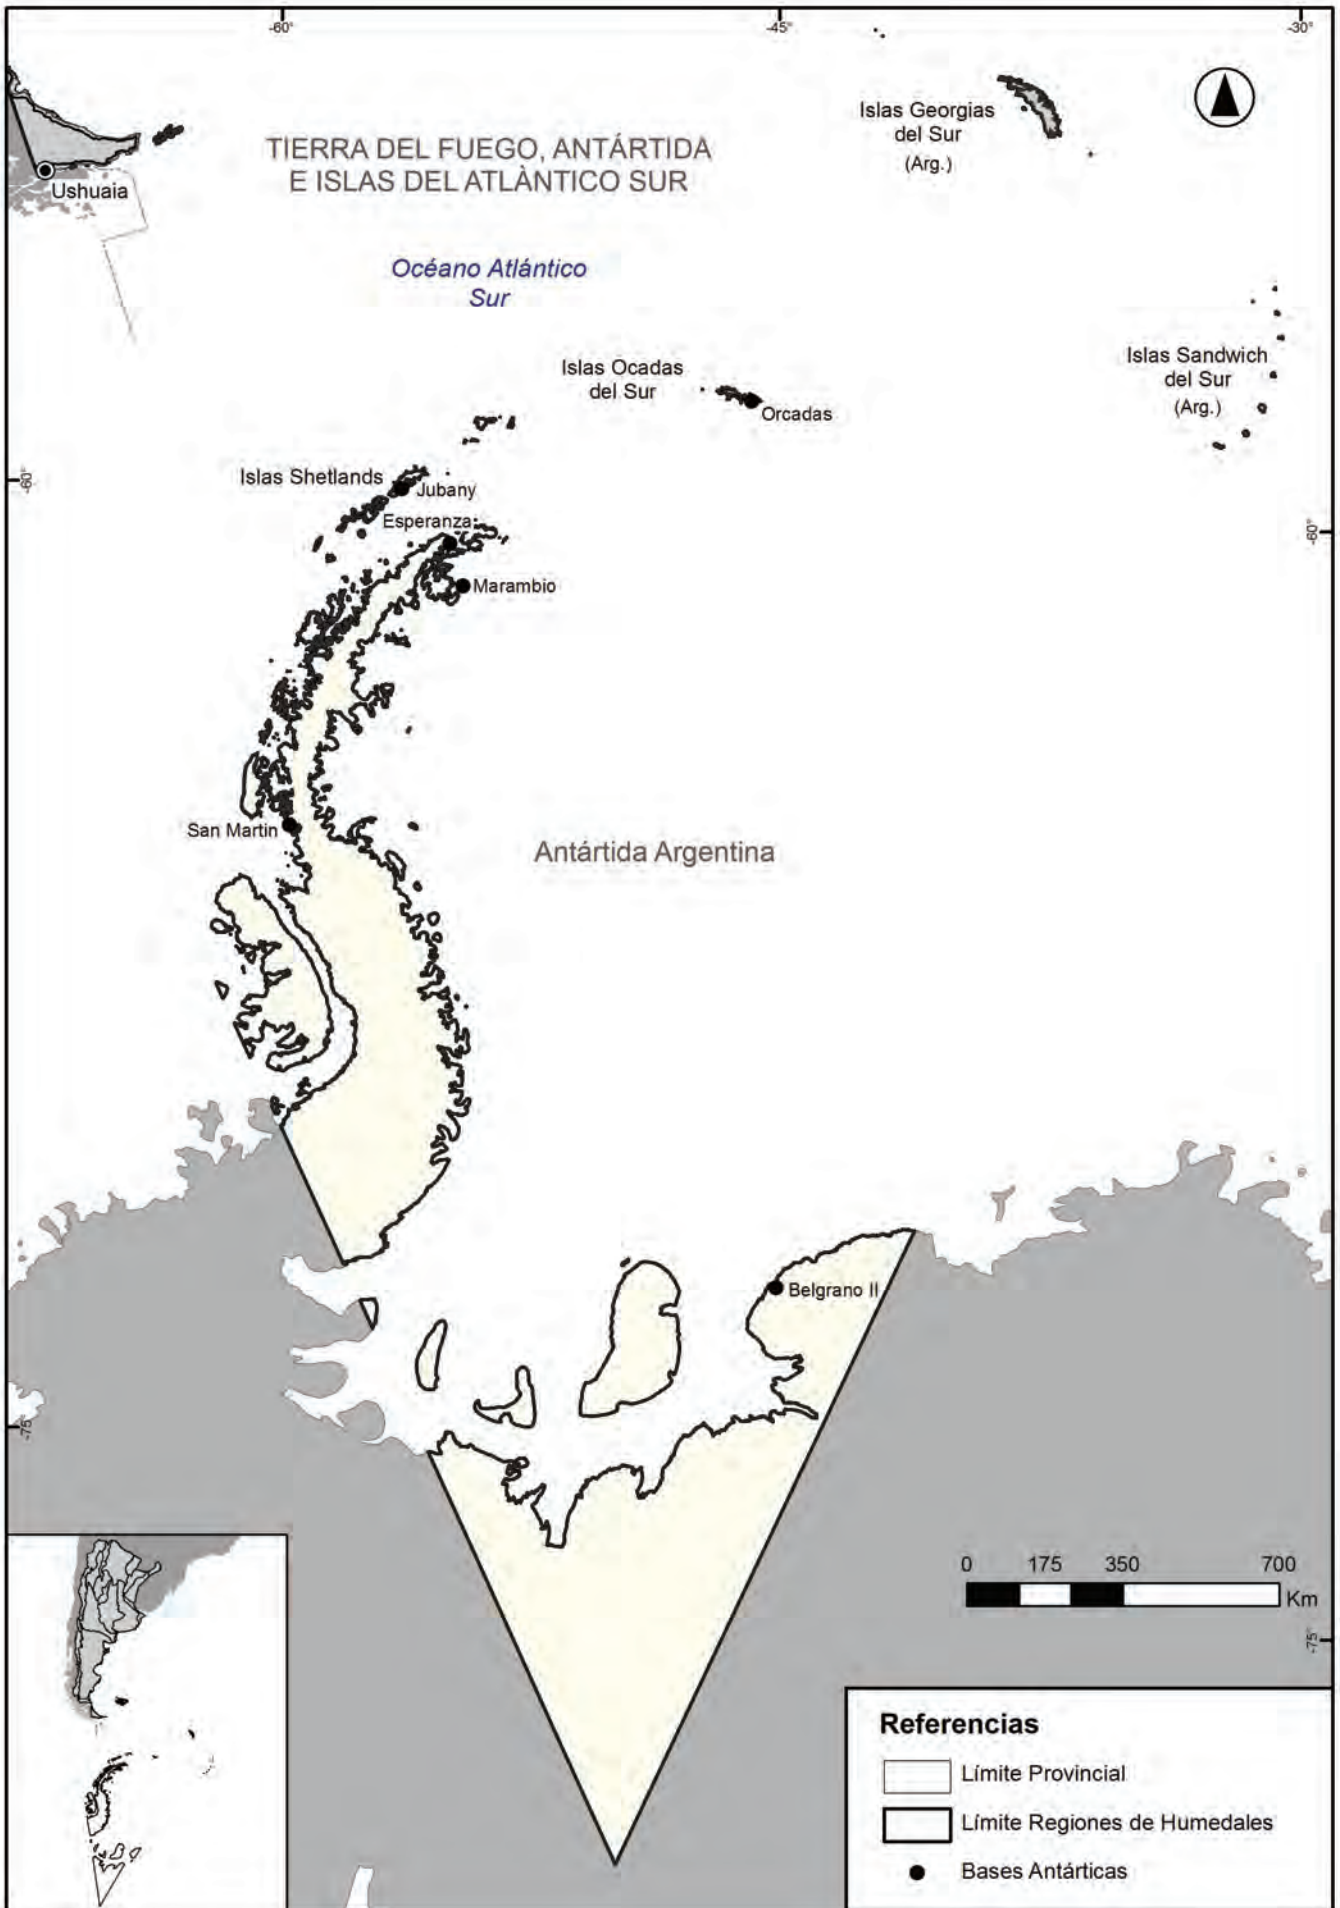 -60°
-45°
-30°
Islas Georgias
del Sur
(Arg.)
TIERRA DEL FUEGO, ANTÁRTIDA
E ISLAS DEL ATLÀNTICO SUR
Ushuaia
Océano Atlántico
Sur
Islas Ocadas
del Sur
Orcadas
Islas Sandwich
del Sur
(Arg.)
-60°
Islas Shetlands
Jubany
Esperanza
-60°
Marambio
San Martin
Antártida Argentina
Belgrano II
-75°
0 175 350 700
Km
-75°
Referencias
Límite Provincial
Límite Regiones de Humedales
Bases Antárticas